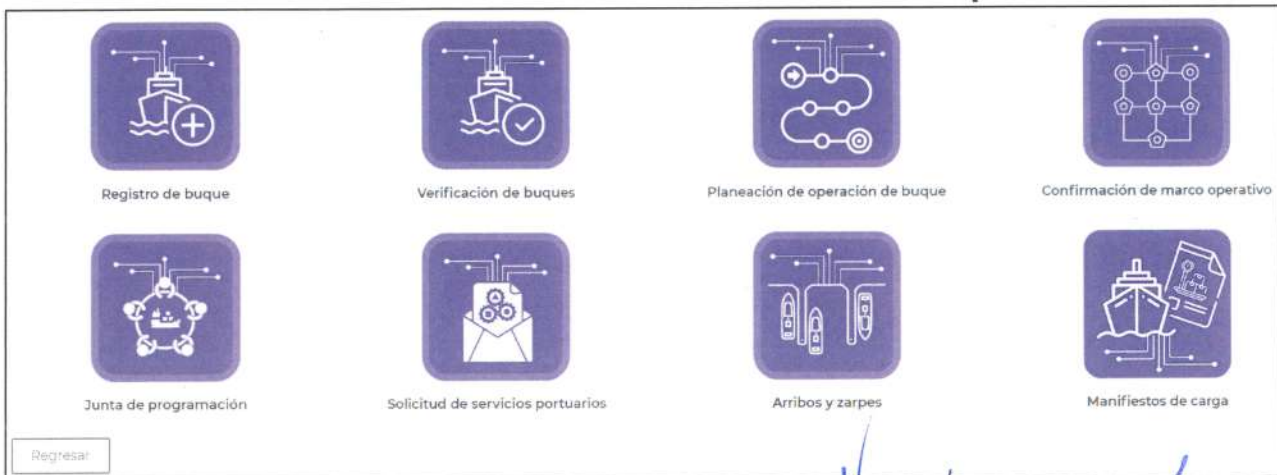 Registro de buque
Verificación de buques
Planeación de operación de buque
Confirmación de marco operativo
Junta de programación
Solicitud de servicios portuarios
Arribos y zarpes
Manifiestos de carga
Regresar